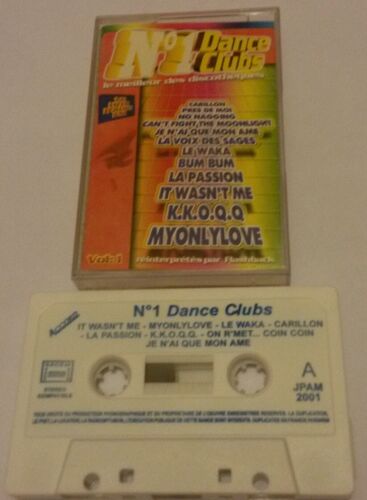 N°1 Dance
Clubs
le meilleur des discothèques
CARILLON
PRES DE MOI
NO NAGGING
CAN'T FIGHT THE MOONLIGHT
JE N'AI QUE MON AME
LA VOIX DES SAGES
LE WAKA
BUM BUM
LA PASSION
IT WASN'T ME
K.K.O.Q.Q
MYONLYLOVE
Vol: 1
réinterprétés par Flashback
N°1 Dance Clubs
IT WASN'T ME - MYONLYLOVE - LE WAKA - CARILLON
- LA PASSION - K.K.O.Q.Q. - ON R'MET... COIN COIN
JE N'AI QUE MON AME
STEREO
A
JPAM
2001